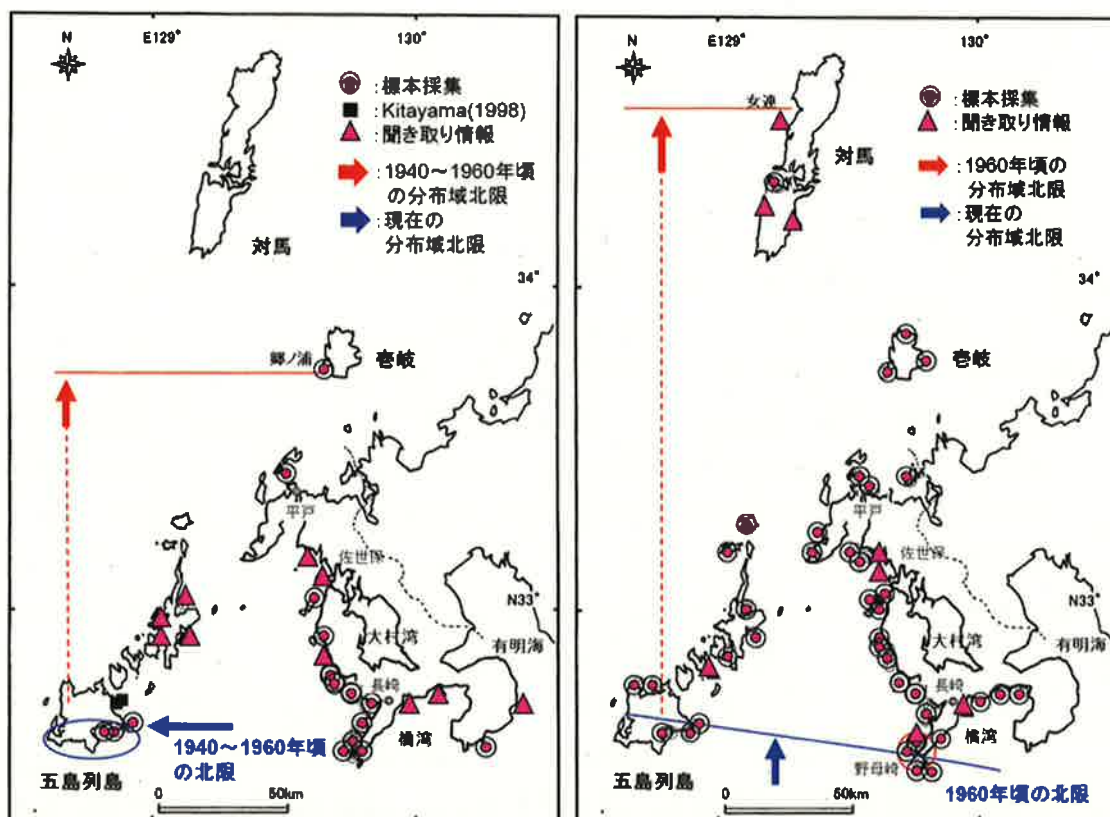 N
E129°
130
◉:標本採集
■:Kitayama(1998)
▲:聞き取り情報
➡:1940〜1960年頃
の分布域北限
➡:現在の
分布域北限
対馬
34°
郷ノ浦
壱岐
平戸
佐世保
N33°
大村湾
有明海
長崎
橘湾
1940〜1960年頃
の北限
五島列島
0
50km
N
E129°
130
女連
◉:標本採集
▲:聞き取り情報
対馬
➡:1960年頃の
分布域北限
➡:現在の
分布域北限
34°
壱岐
平戸
佐世保
N33°
大村湾
有明海
長崎
橘湾
野母崎
五島列島
1960年頃の北限
0
50km